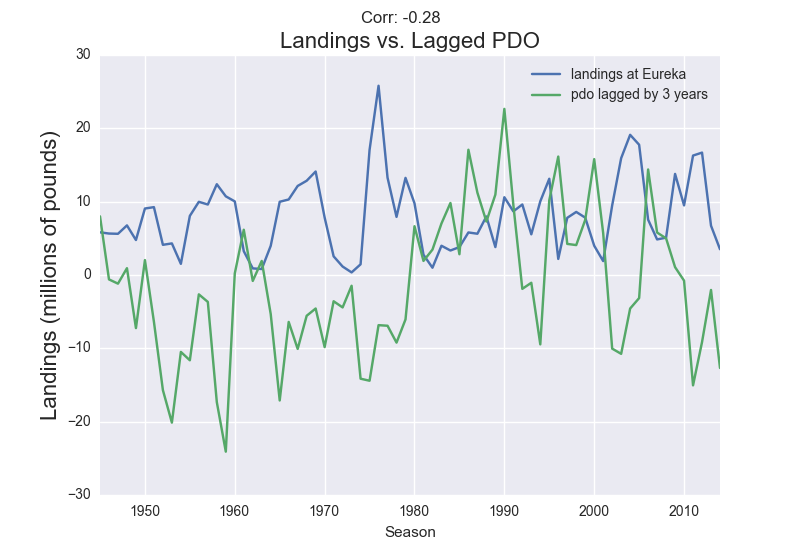 Corr: -0.28
Landings vs. Lagged PDO
landings at Eureka
pdo lagged by 3 years
Landings (millions of pounds)
30
20
10
0
−10
−20
−30
1950 1960 1970 1980 1990 2000 2010
Season